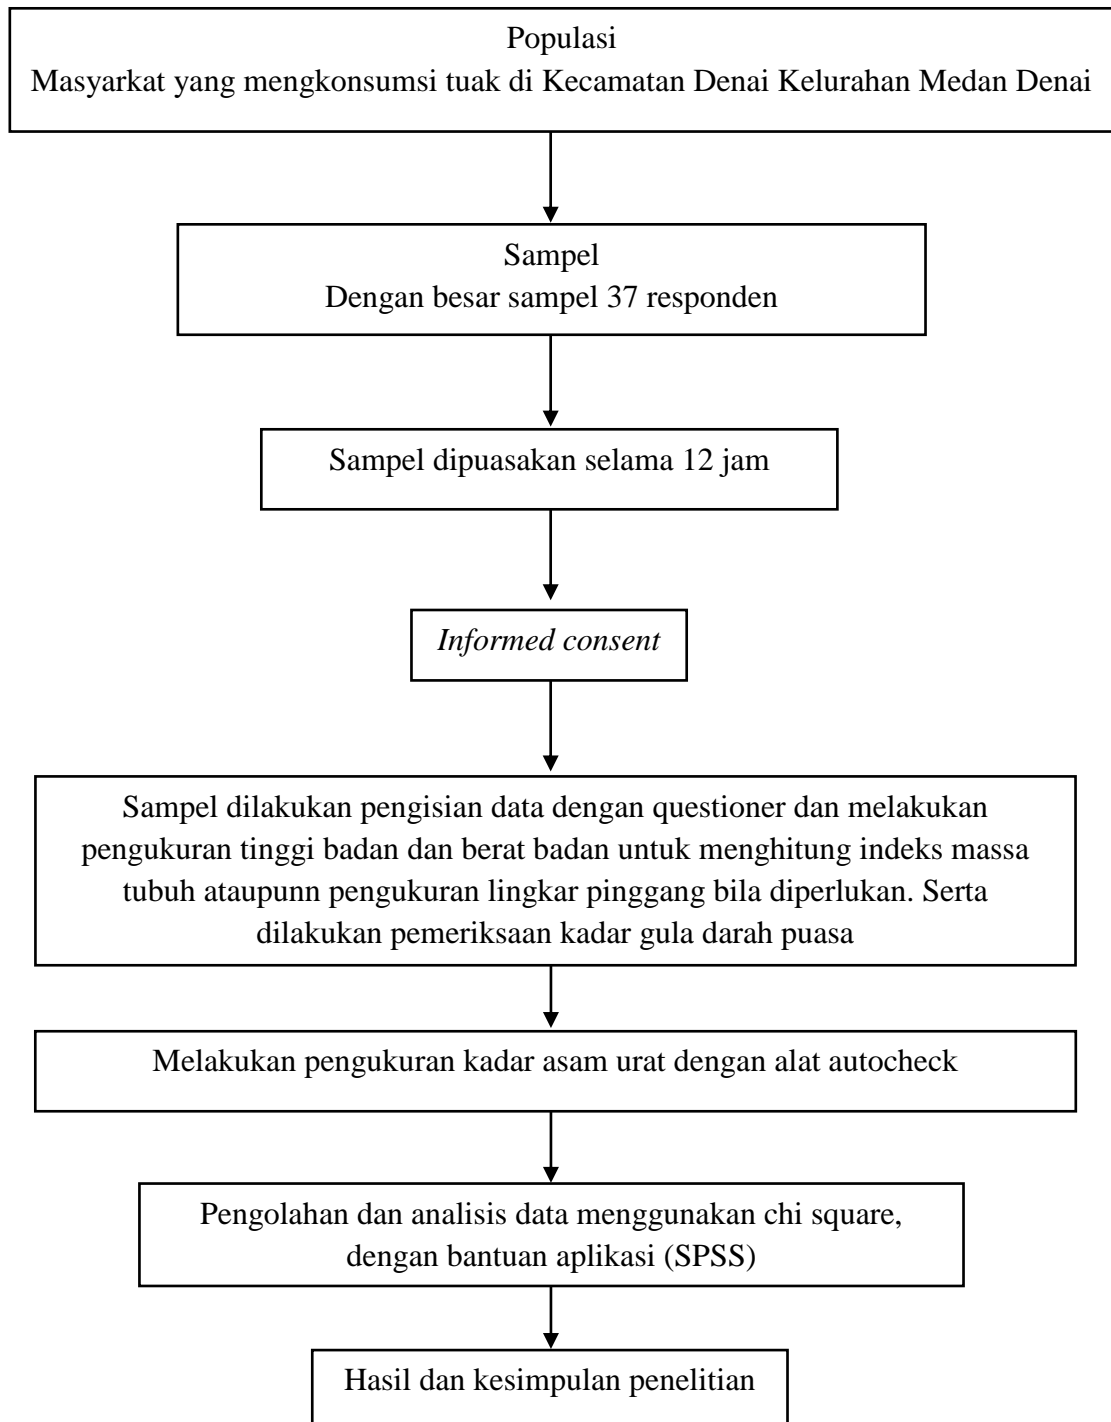 Populasi
Masyarkat yang mengkonsumsi tuak di Kecamatan Denai Kelurahan Medan Denai
Sampel
Dengan besar sampel 37 responden
Sampel dipuasakan selama 12 jam
Informed consent
Sampel dilakukan pengisian data dengan questioner dan melakukan
pengukuran tinggi badan dan berat badan untuk menghitung indeks massa
tubuh ataupunn pengukuran lingkar pinggang bila diperlukan. Serta
dilakukan pemeriksaan kadar gula darah puasa
Melakukan pengukuran kadar asam urat dengan alat autocheck
Pengolahan dan analisis data menggunakan chi square,
dengan bantuan aplikasi (SPSS)
Hasil dan kesimpulan penelitian